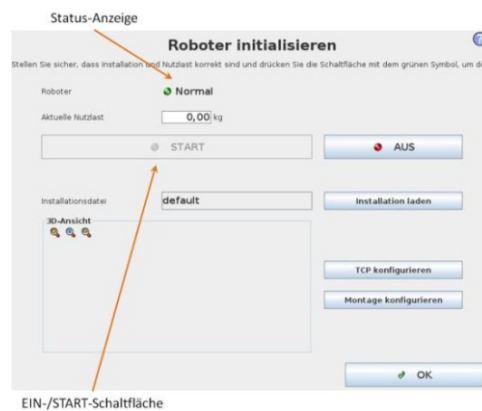 Status-Anzeige
Roboter initialisieren
?
Stellen Sie sicher, dass Installation und Nutzlast korrekt sind und drücken Sie die Schaltfläche mit dem grünen Symbol, um de
Roboter
Normal
Aktuelle Nutzlast
0,00 kg
START
AUS
Installationsdatei
default
Installation laden
3D-Ansicht
TCP konfigurieren
Montage konfigurieren
OK
EIN-/START-Schaltfläche